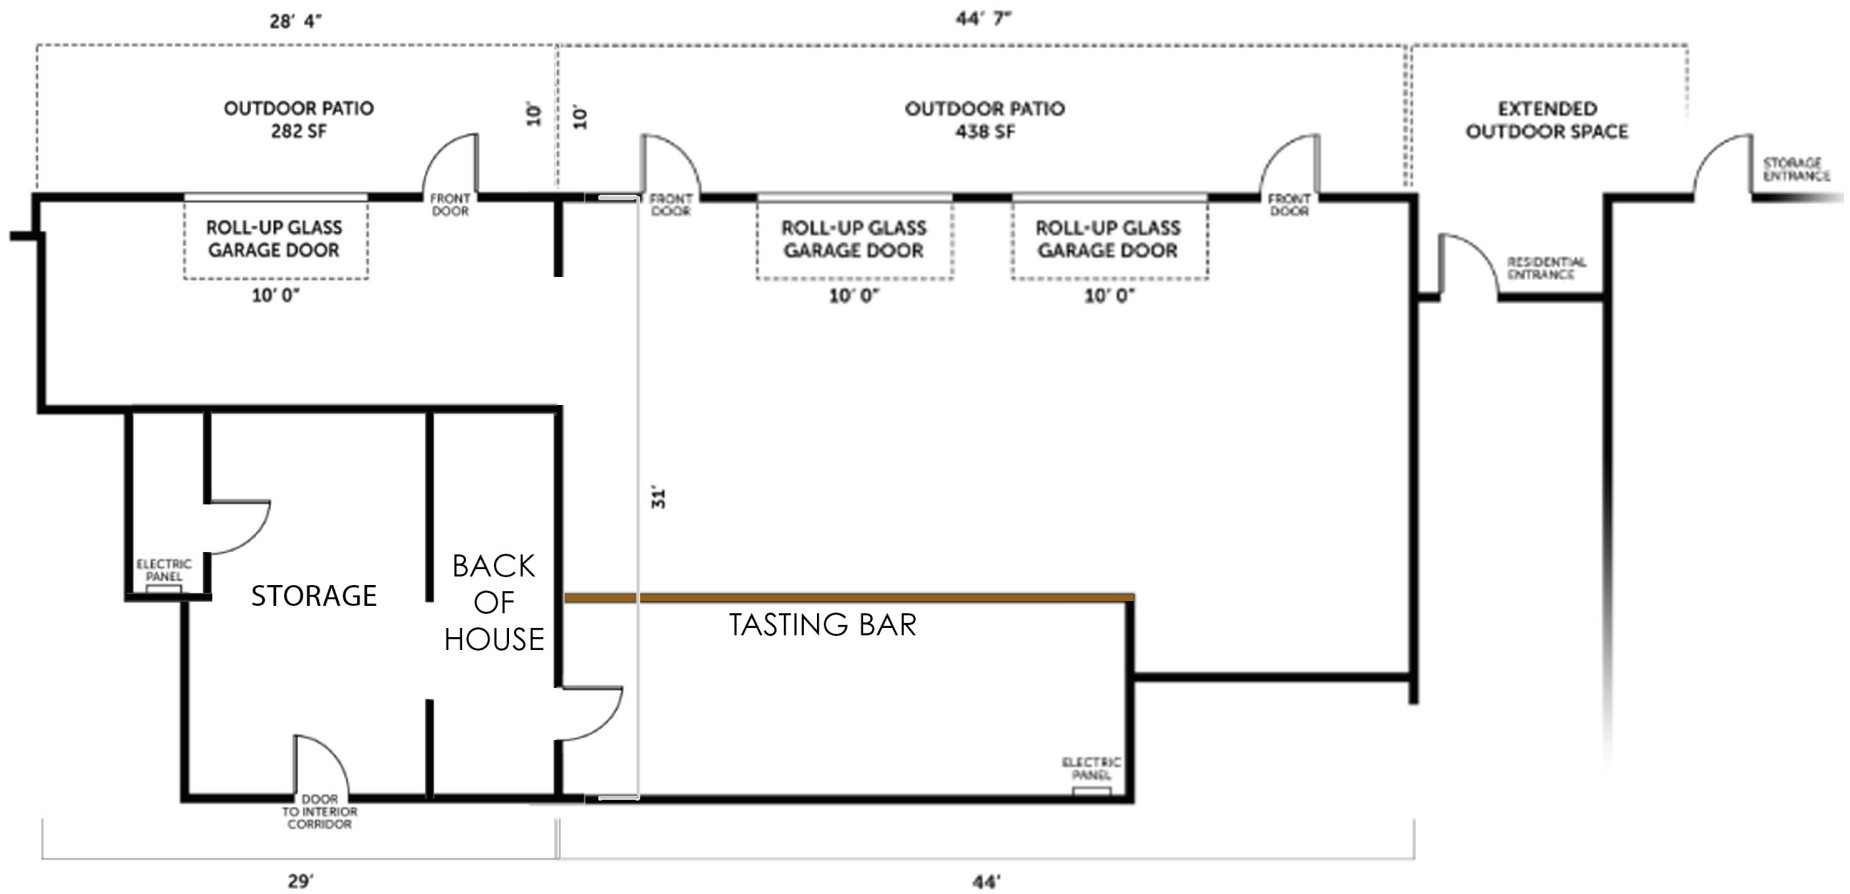 28' 4"
44' 7"
OUTDOOR PATIO
282 SF
10'
10'
OUTDOOR PATIO
438 SF
EXTENDED
OUTDOOR SPACE
STORAGE
ENTRANCE
FRONT
DOOR
FRONT
DOOR
FRONT
DOOR
ROLL-UP GLASS
GARAGE DOOR
10' 0"
ROLL-UP GLASS
GARAGE DOOR
10' 0"
ROLL-UP GLASS
GARAGE DOOR
10' 0"
RESIDENTIAL
ENTRANCE
31'
ELECTRIC
PANEL
STORAGE
BACK
OF
HOUSE
TASTING BAR
ELECTRIC
PANEL
DOOR
TO INTERIOR
CORRIDOR
29'
44'